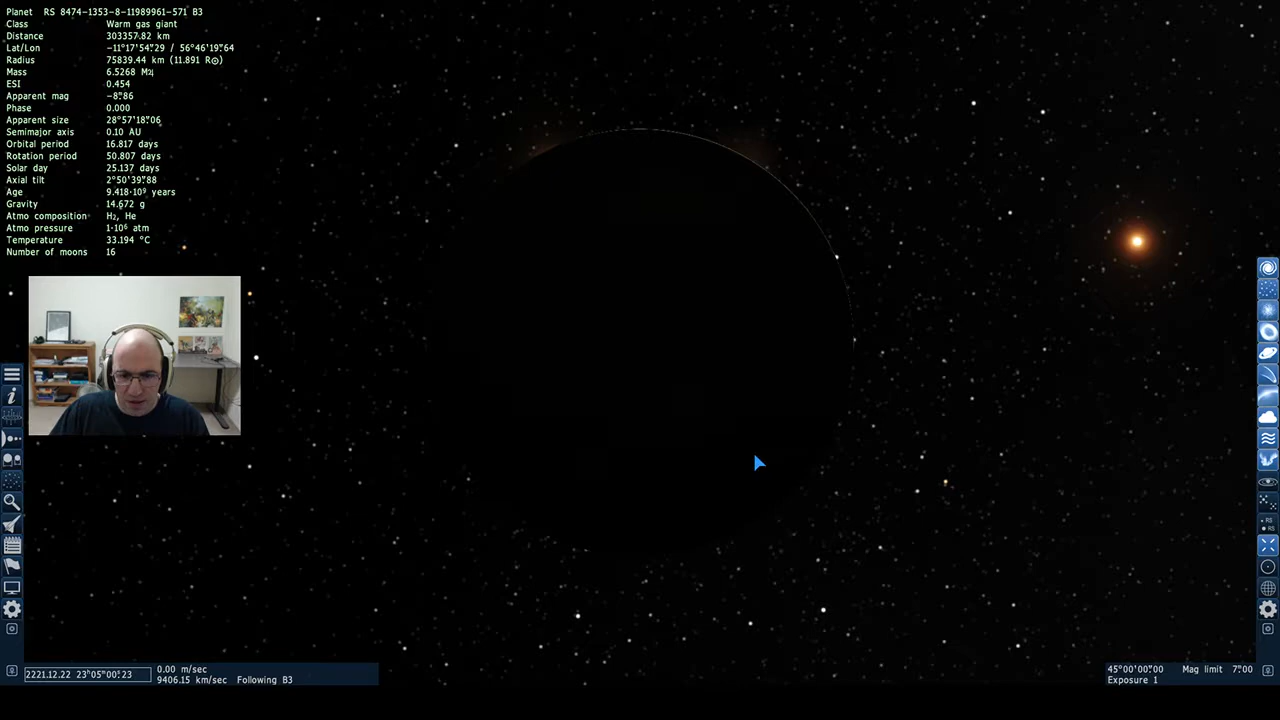 Planet RS 8474-1353-8-11989961-571 B3
Class Warm gas giant
Distance 303357.82 km
Lat/Lon -11°17'54."29 / 56°46'19."64
Radius 75839.44 km (11.891 R⊙)
Mass 6.5268 M♃
ESI 0.454
Apparent mag -8.m86
Phase 0.000
Apparent size 28°57'18."06
Semimajor axis 0.10 AU
Orbital period 16.817 days
Rotation period 50.807 days
Solar day 25.137 days
Axial tilt 2°50'39."88
Age 9.418·10⁹ years
Gravity 14.672 g
Atmo composition H₂, He
Atmo pressure 1·10⁶ atm
Temperature 33.194 °C
Number of moons 16
RS
RS
2221.12.22 23ʰ05ᵐ00.ˢ23
0.00 m/sec
9406.15 km/sec Following B3
45°00'00."00 Mag limit 7.m00
Exposure 1